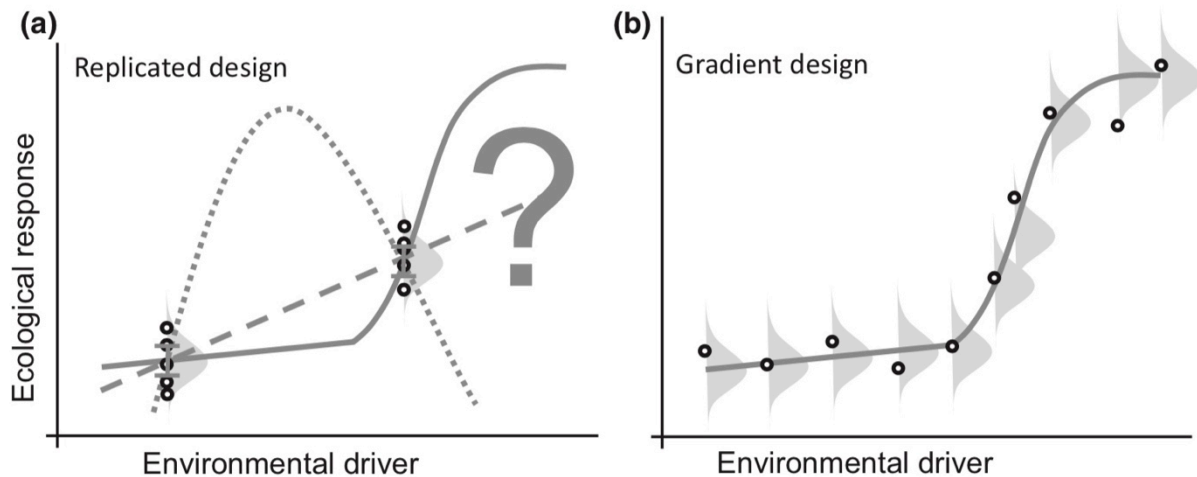 (a)
Replicated design
?
Ecological response
Environmental driver
(b)
Gradient design
Environmental driver